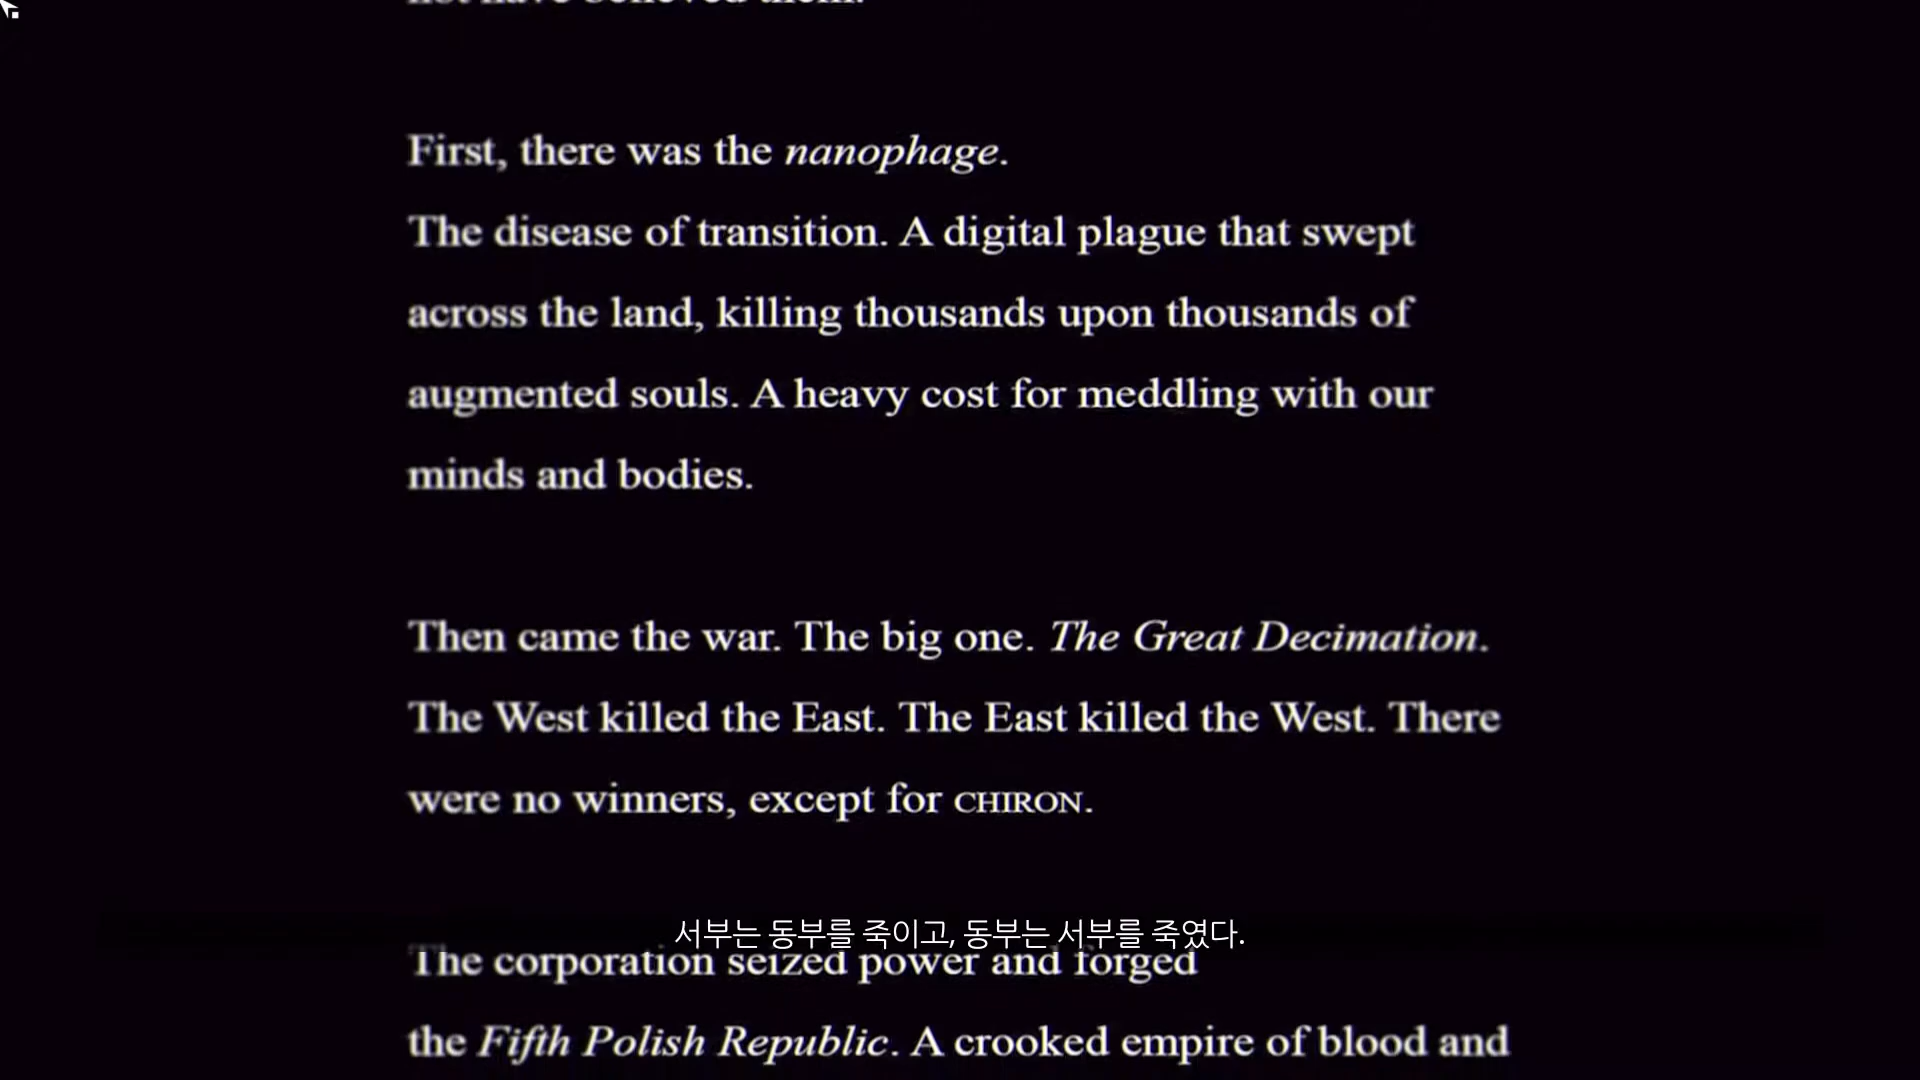 not have believed them.
First, there was the nanophage.
The disease of transition. A digital plague that swept
across the land, killing thousands upon thousands of
augmented souls. A heavy cost for meddling with our
minds and bodies.
Then came the war. The big one. The Great Decimation.
The West killed the East. The East killed the West. There
were no winners, except for CHIRON.
서부는 동부를 죽이고, 동부는 서부를 죽였다.
The corporation seized power and forged
the Fifth Polish Republic. A crooked empire of blood and